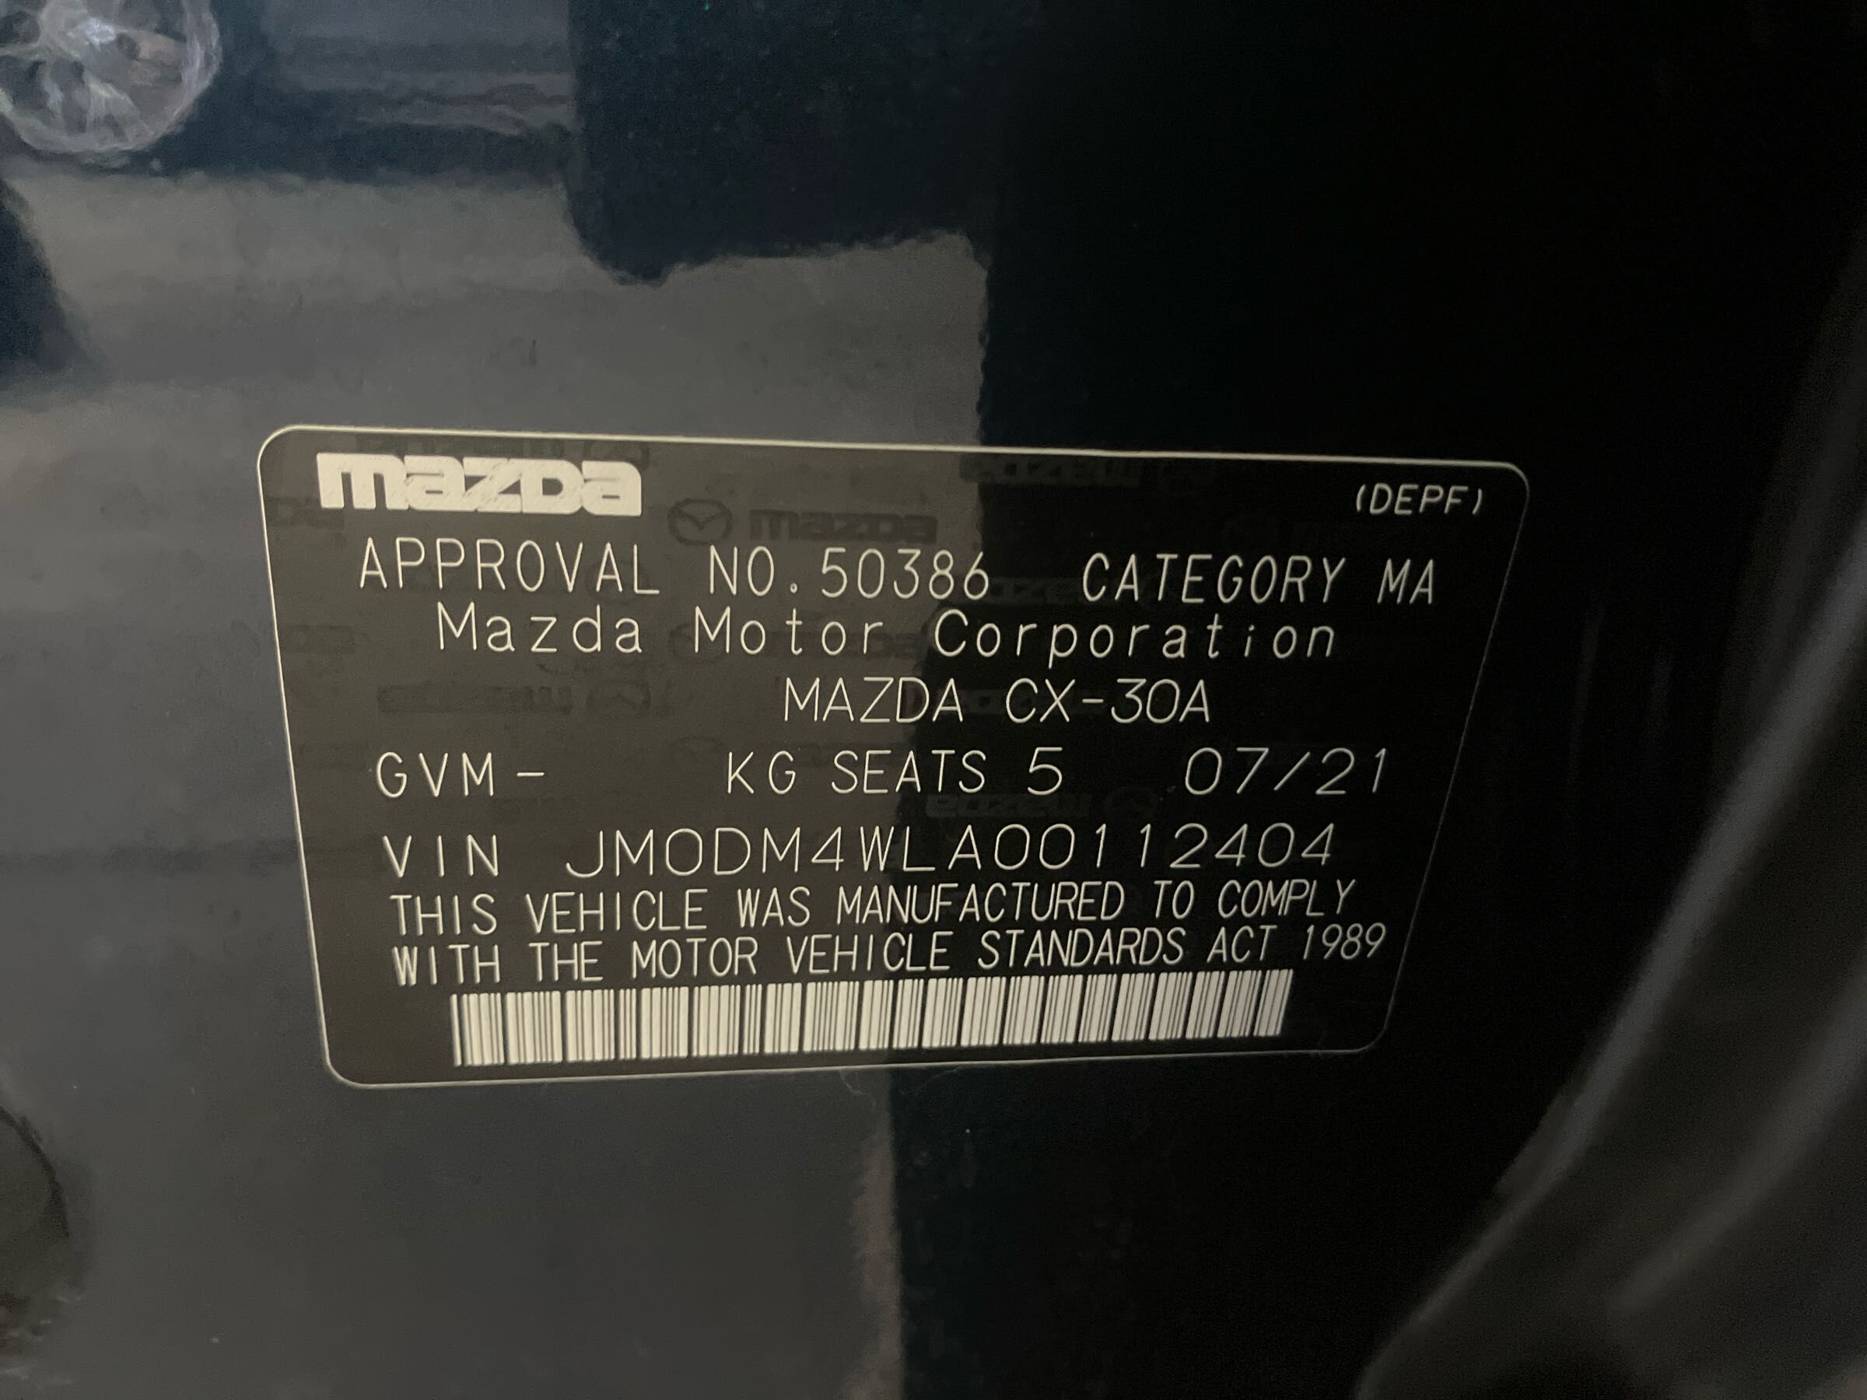 mazda (DEPF)
APPROVAL NO.50386 CATEGORY MA
Mazda Motor Corporation
MAZDA CX-30A
GVM - KG SEATS 5 07/21
VIN JM0DM4WLA00112404
THIS VEHICLE WAS MANUFACTURED TO COMPLY
WITH THE MOTOR VEHICLE STANDARDS ACT 1989